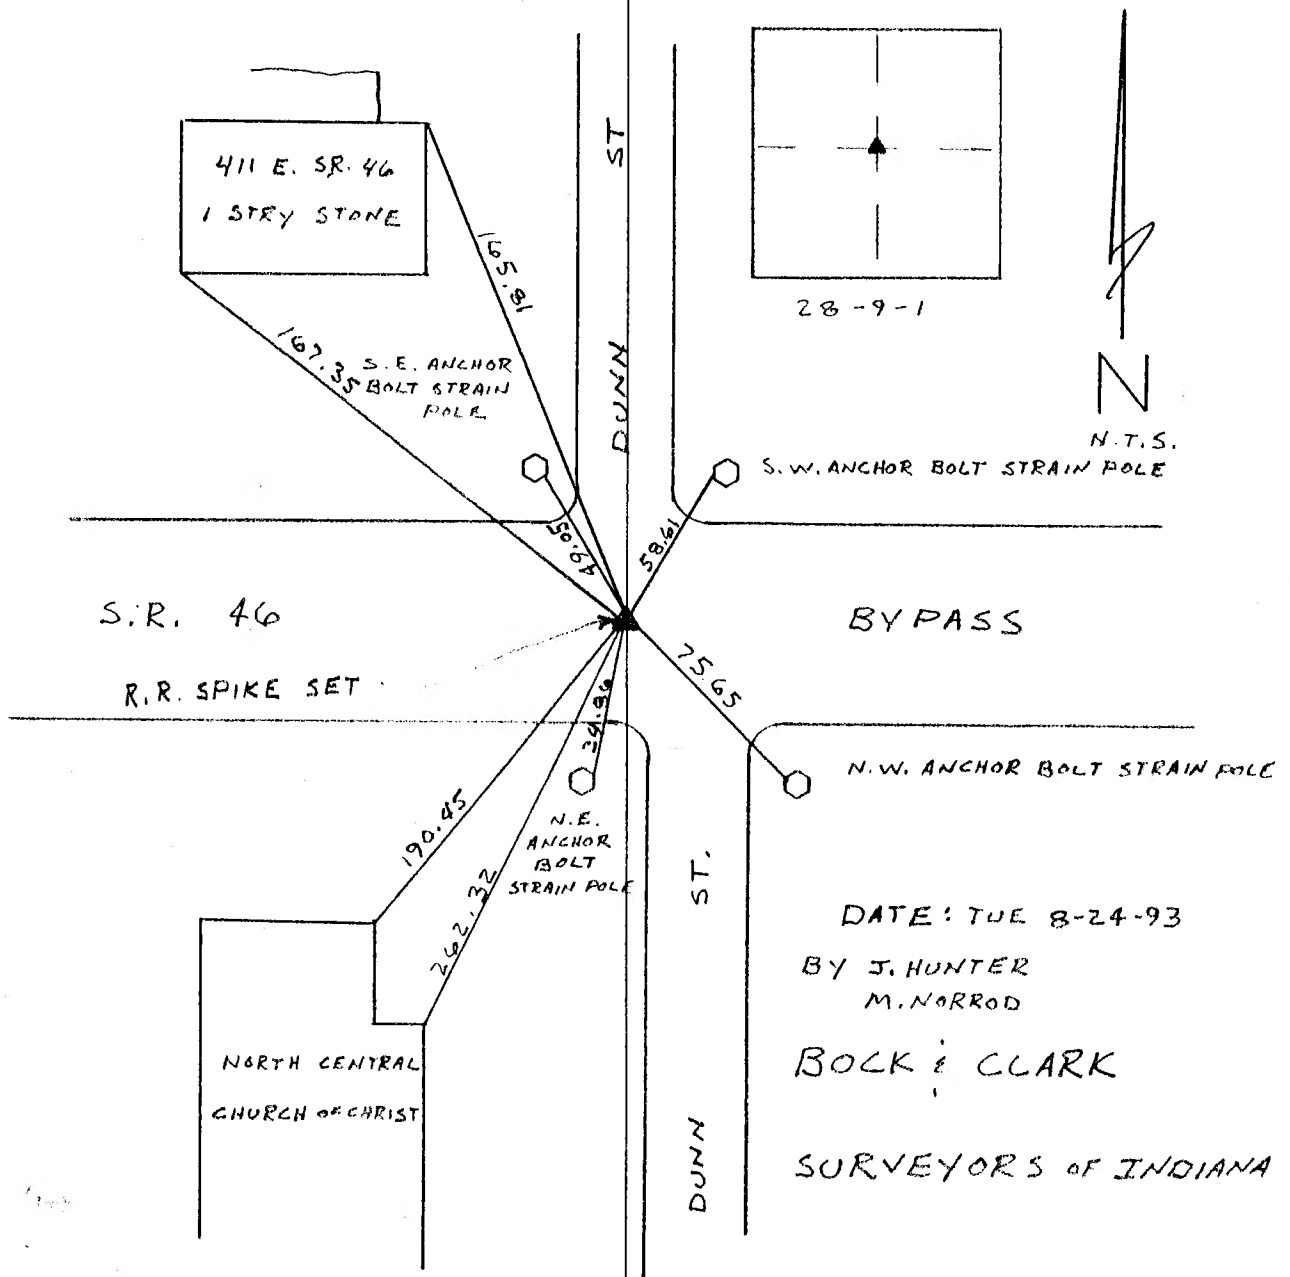 411 E. SR. 46
1 STRY STONE
DUNN ST
165.81
167.35
28-9-1
N
N.T.S.
S.E. ANCHOR
BOLT STRAIN
POLE
S.W. ANCHOR BOLT STRAIN POLE
49.05
58.61
S.R. 46
BYPASS
R.R. SPIKE SET
75.65
N.W. ANCHOR BOLT STRAIN POLE
190.45
262.32
N.E.
ANCHOR
BOLT
STRAIN POLE
DUNN ST.
NORTH CENTRAL
CHURCH OF CHRIST
DATE: TUE 8-24-93
BY J. HUNTER
M. NORROD
BOCK & CLARK
SURVEYORS OF INDIANA